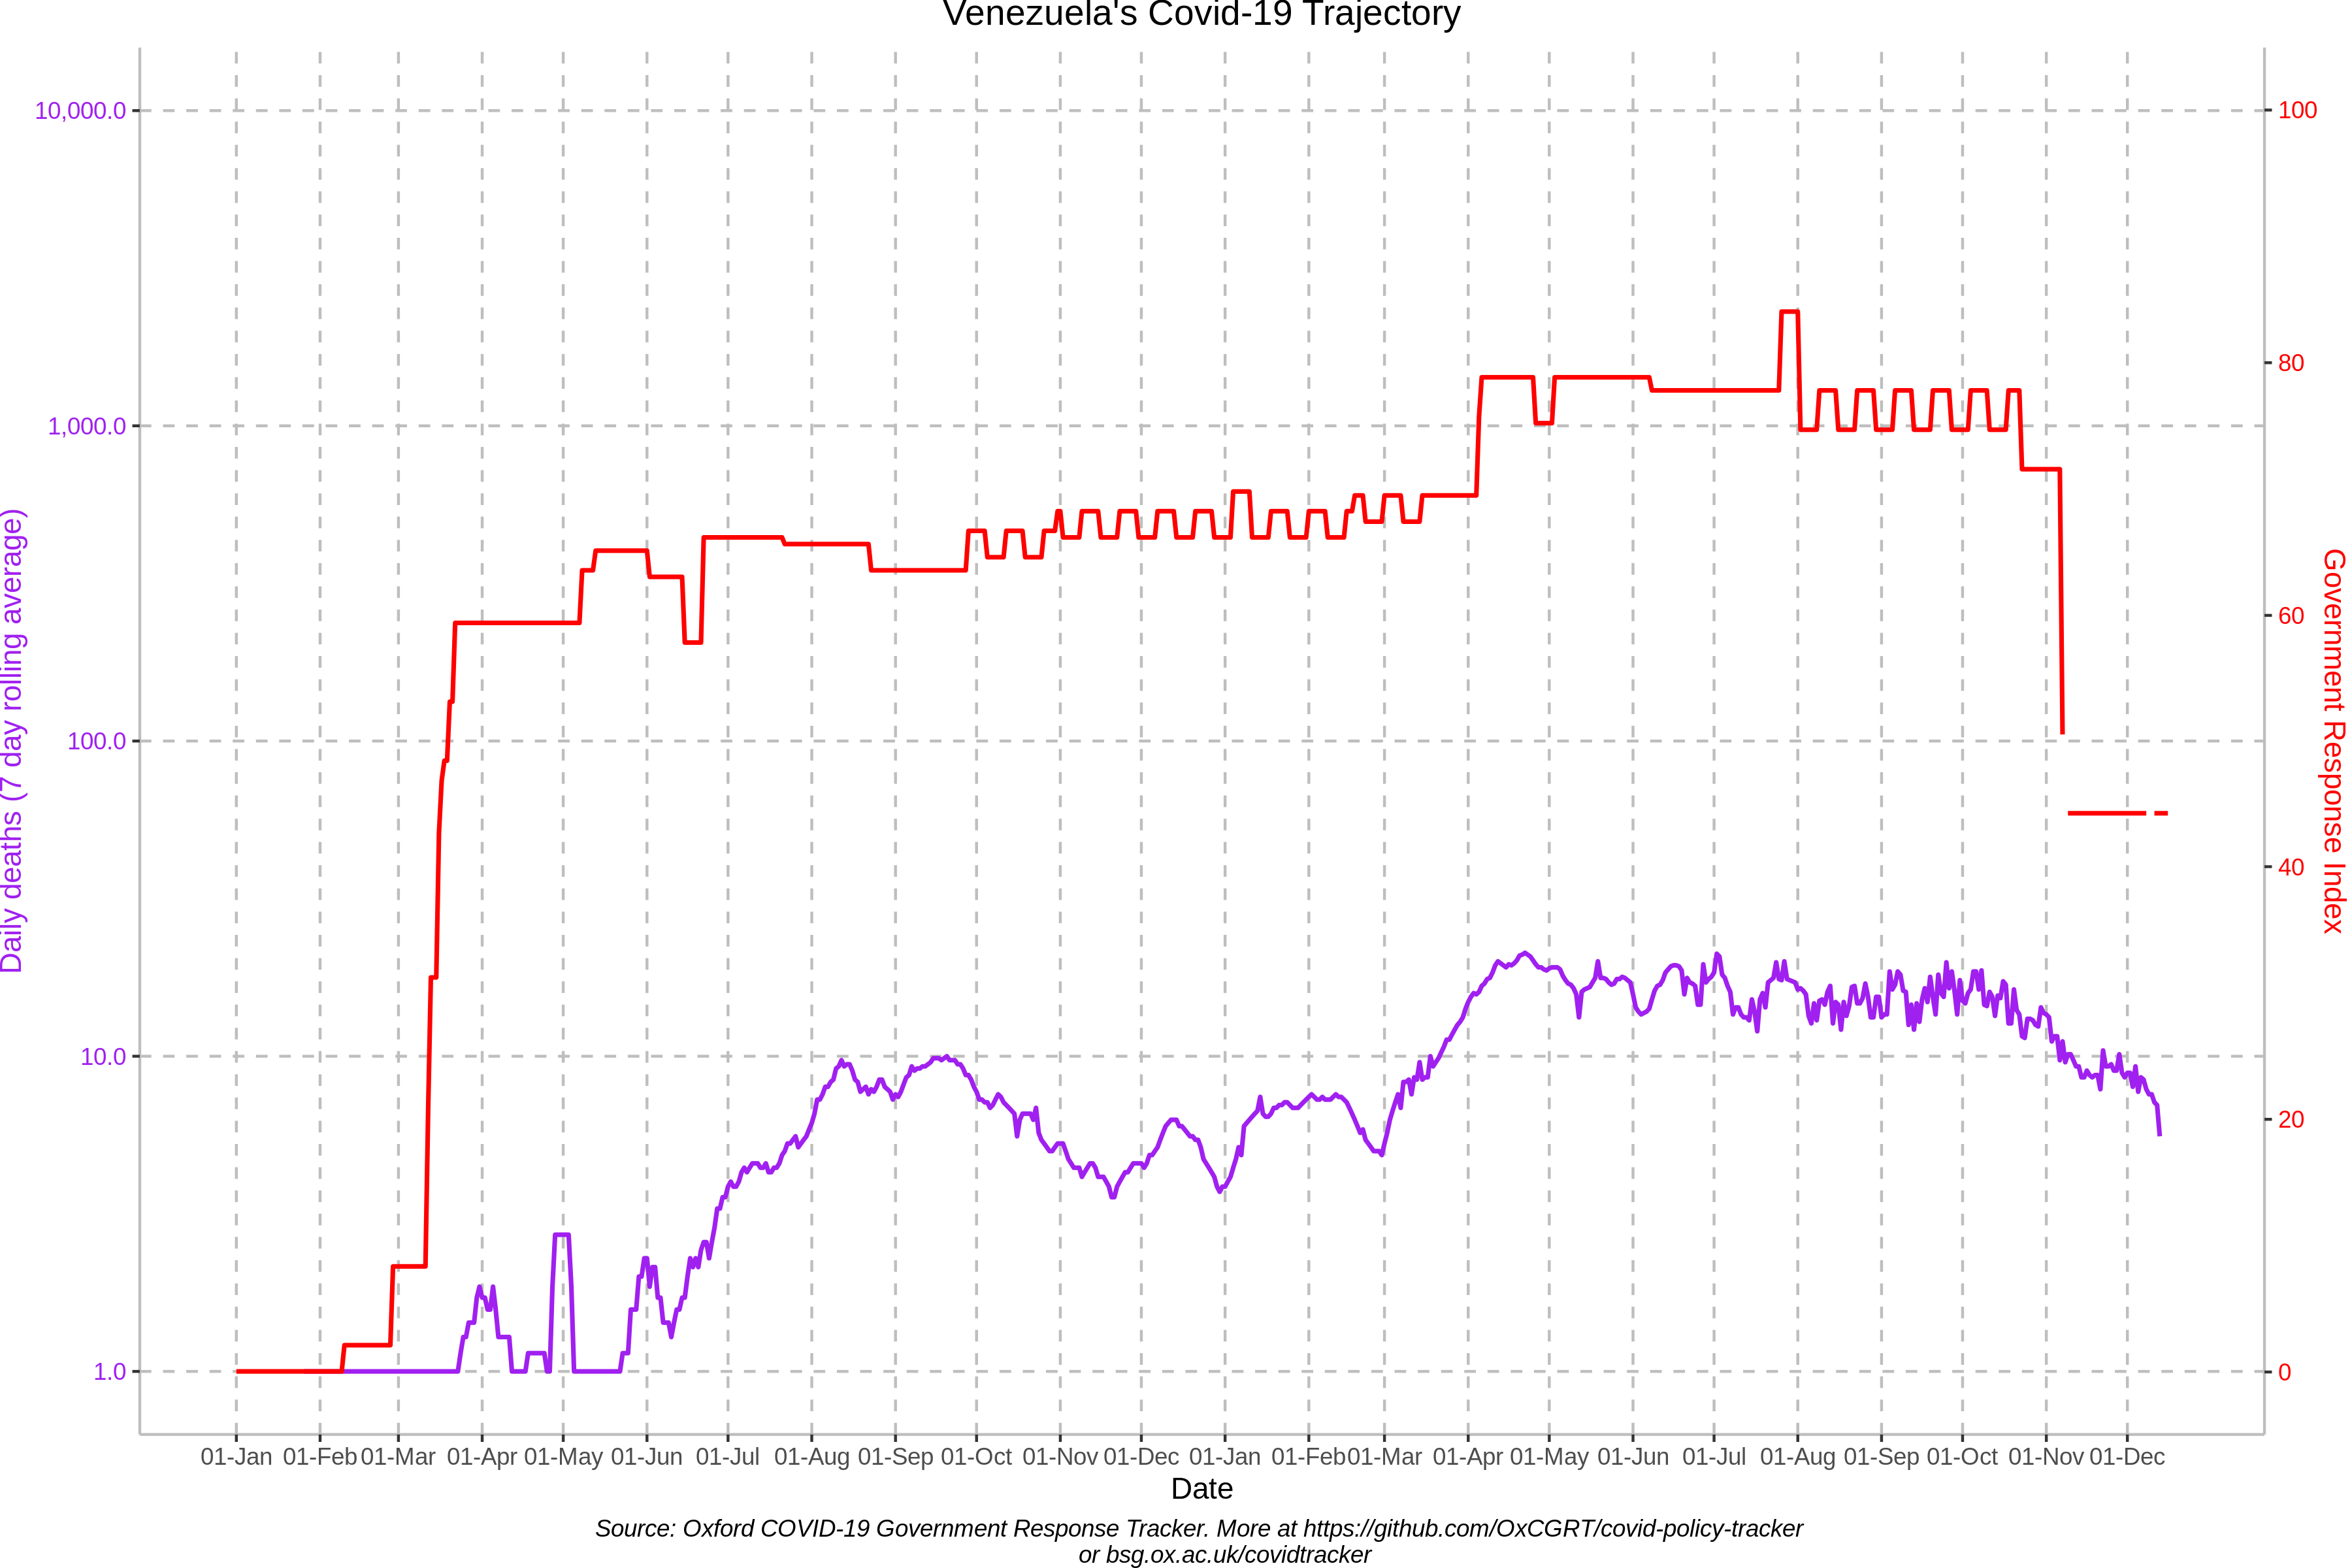 Venezuela's Covid-19 Trajectory
10,000.0
1,000.0
100.0
10.0
1.0
Daily deaths (7 day rolling average)
100
80
60
40
20
0
Government Response Index
01-Jan 01-Feb 01-Mar 01-Apr 01-May 01-Jun 01-Jul 01-Aug 01-Sep 01-Oct 01-Nov 01-Dec 01-Jan 01-Feb 01-Mar 01-Apr 01-May 01-Jun 01-Jul 01-Aug 01-Sep 01-Oct 01-Nov 01-Dec
Date
Source: Oxford COVID-19 Government Response Tracker. More at https://github.com/OxCGRT/covid-policy-tracker
or bsg.ox.ac.uk/covidtracker